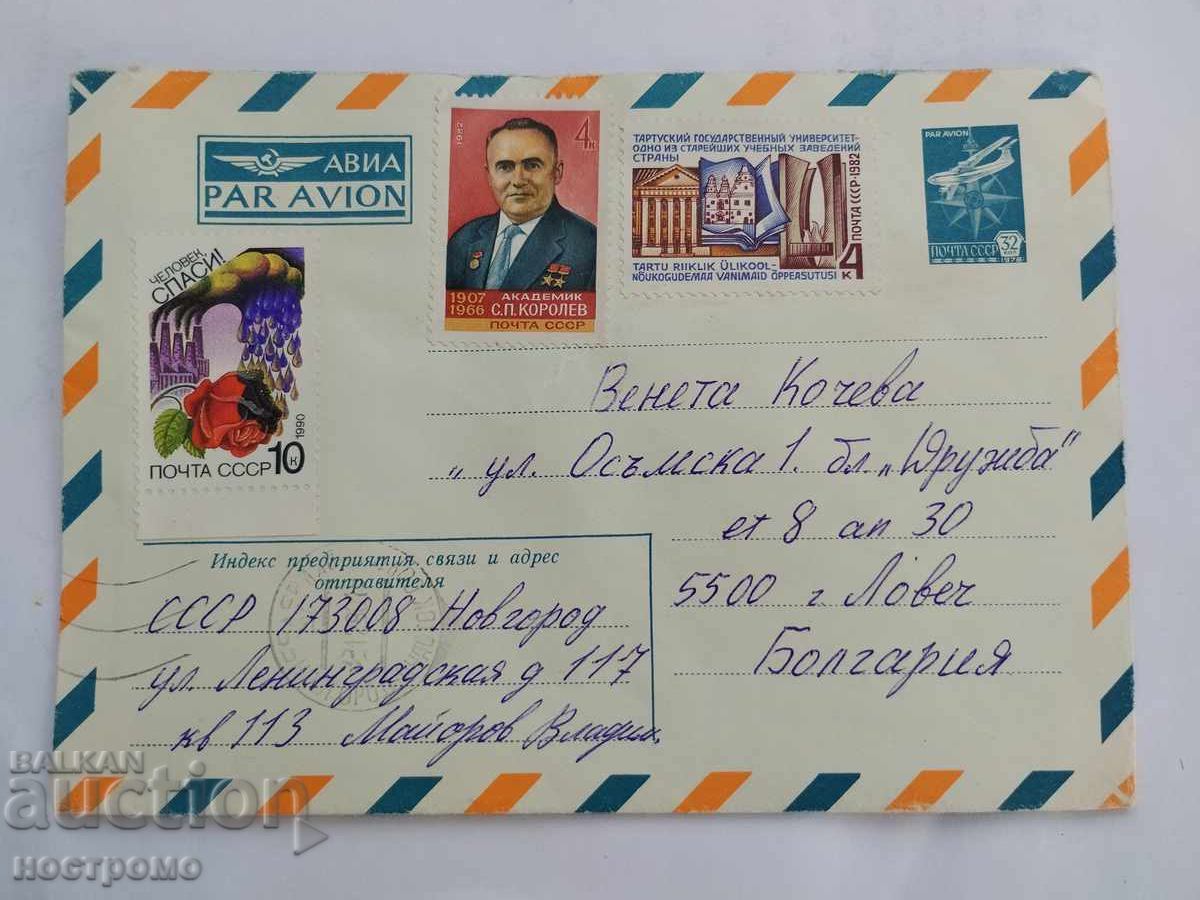 АВИА
PAR AVION
ЧЕЛОВЕК,
СПАСИ!
1990
ПОЧТА СССР 10 К
1982
4к
1907
1966
АКАДЕМИК
С.П.КОРОЛЕВ
ПОЧТА СССР
ТАРТУСКИЙ ГОСУДАРСТВЕННЫЙ УНИВЕРСИТЕТ-
ОДНО ИЗ СТАРЕЙШИХ УЧЕБНЫХ ЗАВЕДЕНИЙ
СТРАНЫ
ПОЧТА СССР·1982
4 К
TARTU RIIKLIK ÜLIKOOL-
NÕUKOGUDEMAA VANIMAID ÕPPEASUTUSI
PAR AVION
ПОЧТА СССР 32
1978
Венета Кочева
„ул. Осъмска 1. бл „Дружба“
ет 8 ап 30
5500 г Ловеч
Болгария
Индекс предприятия связи и адрес
отправителя
СССР 173008 Новгород
ул. Ленинградская д 117
кв 113 Майоров Владим.
BALKAN
auction
ностромо